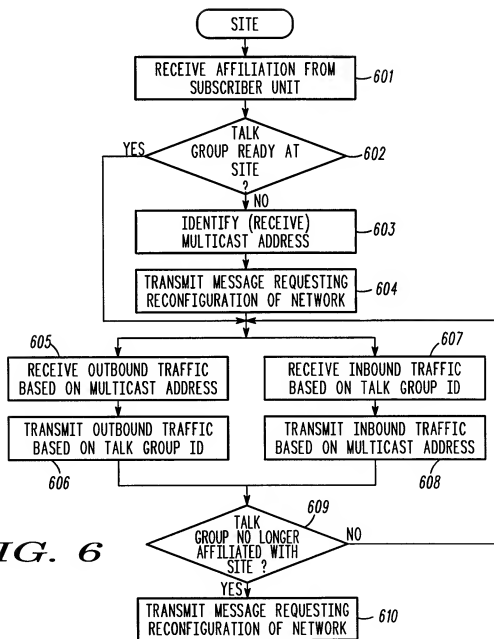 SITE
RECEIVE AFFILIATION FROM
SUBSCRIBER UNIT
601
TALK
GROUP READY AT
SITE
?
602
YES
NO
IDENTIFY (RECEIVE)
MULTICAST ADDRESS
603
TRANSMIT MESSAGE REQUESTING
RECONFIGURATION OF NETWORK
604
605
607
RECEIVE OUTBOUND TRAFFIC
BASED ON MULTICAST ADDRESS
RECEIVE INBOUND TRAFFIC
BASED ON TALK GROUP ID
TRANSMIT OUTBOUND TRAFFIC
BASED ON TALK GROUP ID
TRANSMIT INBOUND TRAFFIC
BASED ON MULTICAST ADDRESS
606
608
609
TALK
GROUP NO LONGER
AFFILIATED WITH
SITE ?
NO
YES
IG. 6
TRANSMIT MESSAGE REQUESTING
RECONFIGURATION OF NETWORK
610